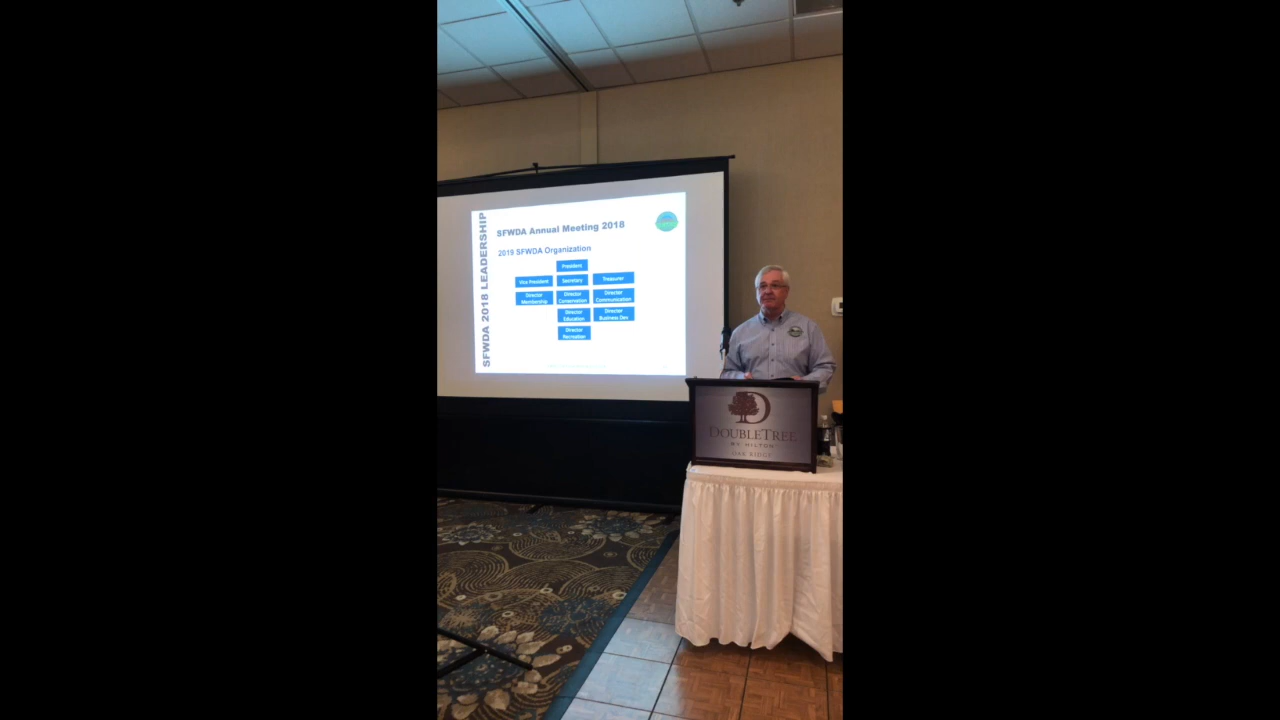 SFWDA 2018 LEADERSHIP
SFWDA Annual Meeting 2018
2019 SFWDA Organization
President
Vice President
Secretary
Treasurer
Director
Membership
Director
Conservation
Director
Communication
Director
Education
Director
Business Dev
Director
Recreation
D
DOUBLETREE
BY HILTON
OAK RIDGE